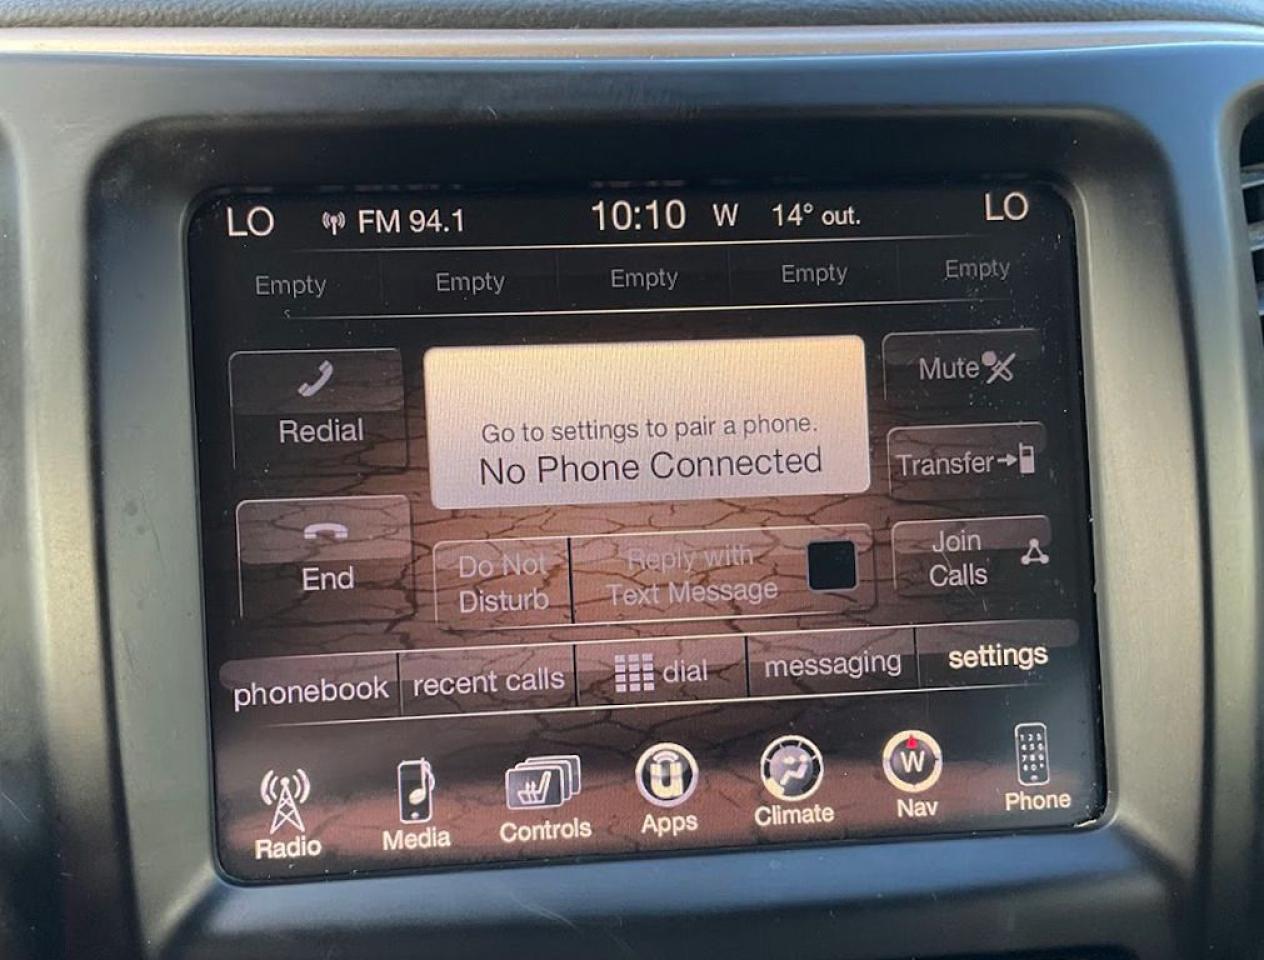 LO FM 94.1 10:10 W 14° out. LO
Empty Empty Empty Empty Empty
Redial
Go to settings to pair a phone.
No Phone Connected
Mute
Transfer
End
Do Not
Disturb
Reply with
Text Message
Join
Calls
phonebook recent calls dial messaging settings
W
Radio Media Controls Apps Climate Nav Phone